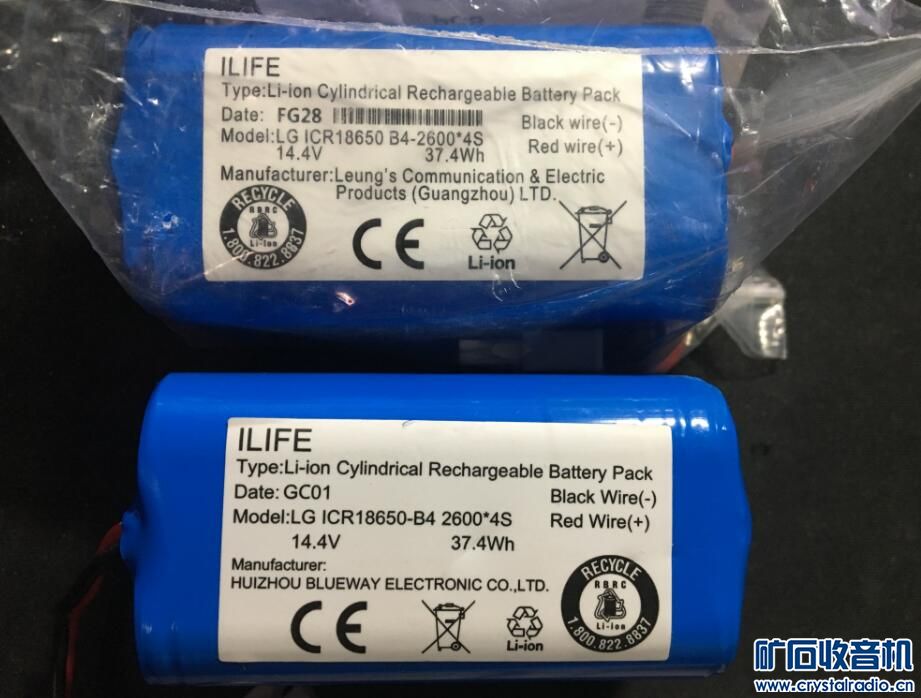 ILIFE
Type:Li-ion Cylindrical Rechargeable Battery Pack
Date: FG28
Black wire(-)
Model:LG ICR18650 B4-2600*4S
Red wire(+)
14.4V 37.4Wh
Manufacturer:Leung's Communication & Electric
Products (Guangzhou) LTD.
RECYCLE
RBRC
Li-ion
1.800.822.8837
CE
Li-ion
ILIFE
Type:Li-ion Cylindrical Rechargeable Battery Pack
Date: GC01
Black Wire(-)
Model:LG ICR18650-B4 2600*4S
Red Wire(+)
14.4V 37.4Wh
Manufacturer:
HUIZHOU BLUEWAY ELECTRONIC CO.,LTD.
CE
Li-ion
RECYCLE
RBRC
Li-ion
1.800.822.8837
矿石收音机
www.crystalradio.cn